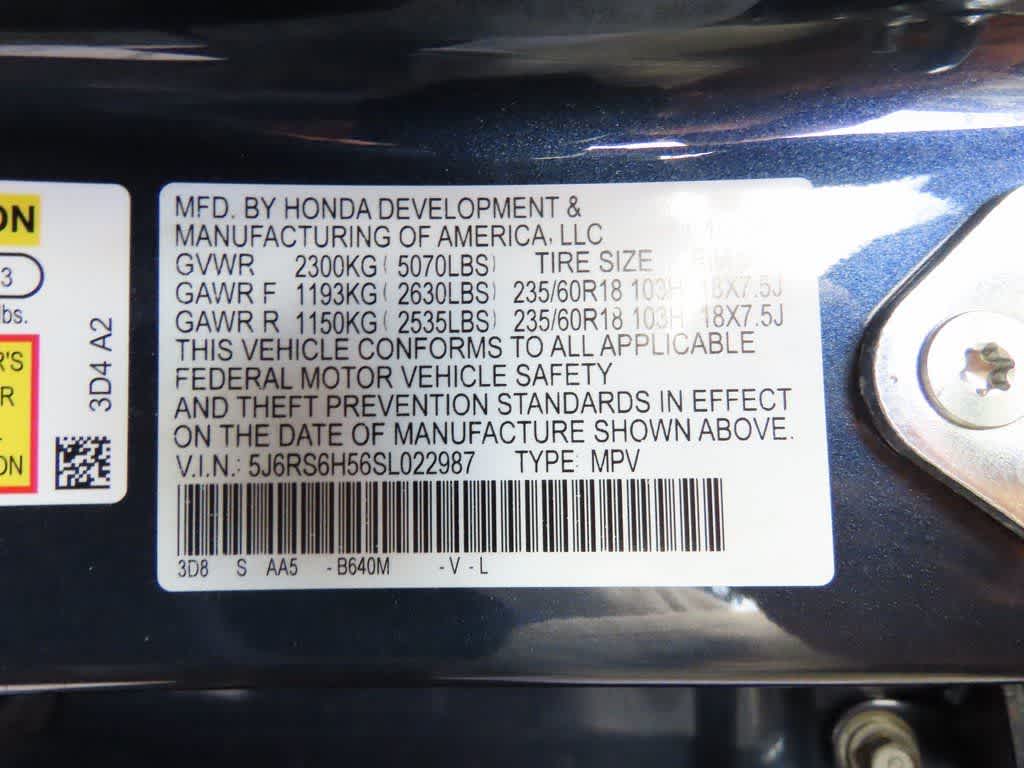 ON
3
lbs.
R'S
R
ON
3D4 A2
MFD. BY HONDA DEVELOPMENT &
MANUFACTURING OF AMERICA, LLC
GVWR 2300KG ( 5070LBS) TIRE SIZE
GAWR F 1193KG( 2630LBS) 235/60R18 103H 18X7.5J
GAWR R 1150KG( 2535LBS) 235/60R18 103H 18X7.5J
THIS VEHICLE CONFORMS TO ALL APPLICABLE
FEDERAL MOTOR VEHICLE SAFETY
AND THEFT PREVENTION STANDARDS IN EFFECT
ON THE DATE OF MANUFACTURE SHOWN ABOVE.
V.I.N.: 5J6RS6H56SL022987 TYPE: MPV
3D8 S AA5 -B640M -V-L